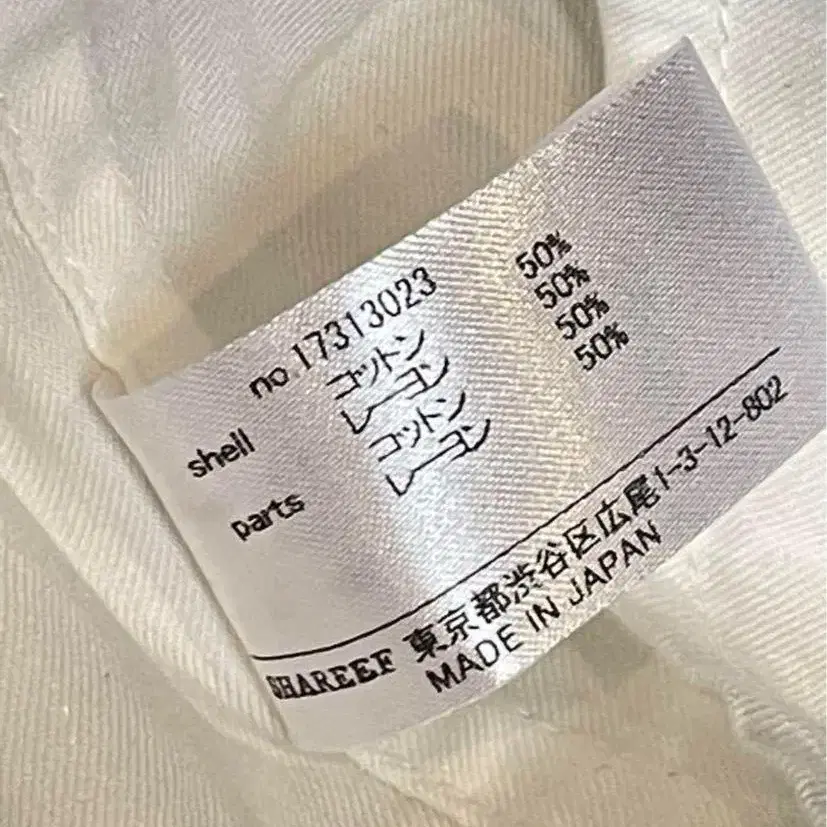 no.17313023
shell コットン 50%
レーヨン 50%
parts コットン 50%
レーヨン 50%
SHAREEF 東京都渋谷区広尾1-3-12-802
MADE IN JAPAN